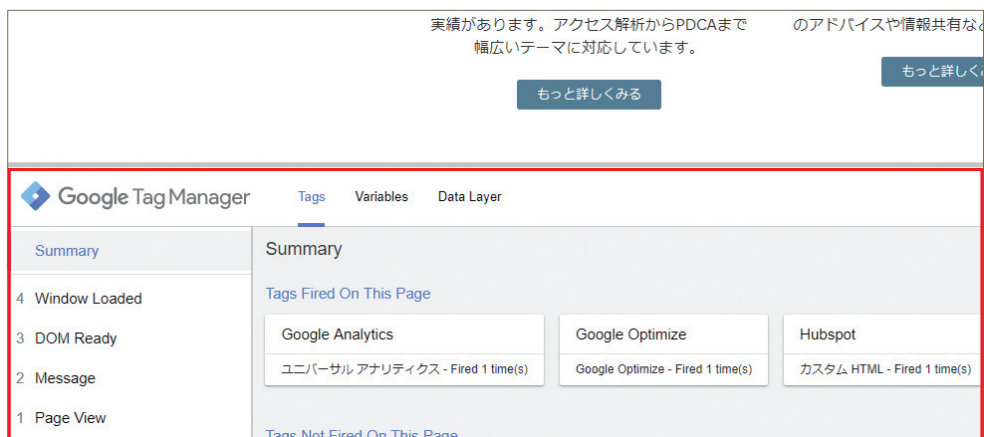 実績があります。アクセス解析からPDCAまで
幅広いテーマに対応しています。
もっと詳しくみる
のアドバイスや情報共有な
もっと詳しく
Google Tag Manager
Tags Variables Data Layer
Summary
4 Window Loaded
3 DOM Ready
2 Message
1 Page View
Summary
Tags Fired On This Page
Google Analytics
ユニバーサル アナリティクス - Fired 1 time(s)
Google Optimize
Google Optimize - Fired 1 time(s)
Hubspot
カスタム HTML - Fired 1 time(s)
Tags Not Fired On This Page